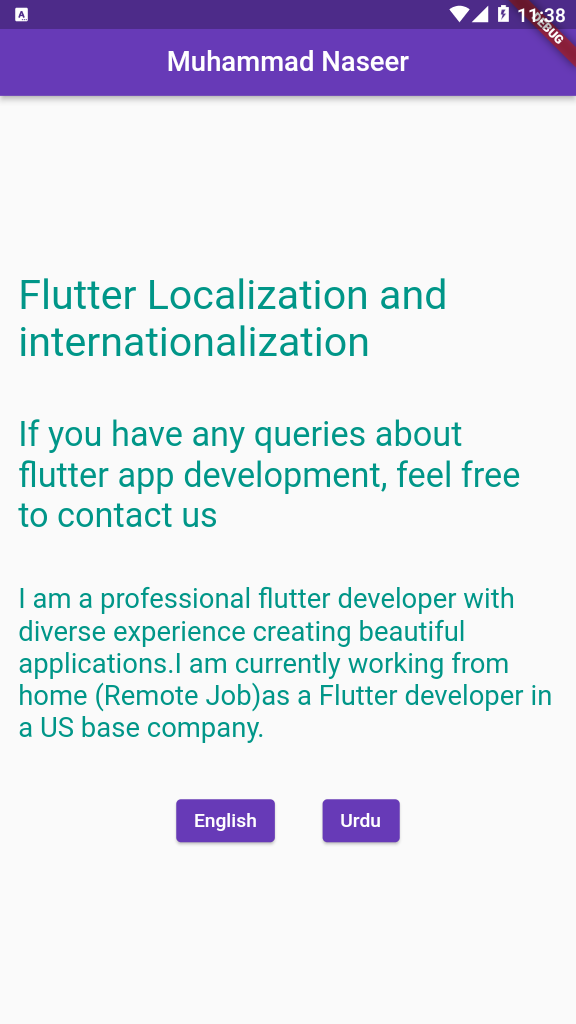 11:38
DEBUG
Muhammad Naseer
Flutter Localization and
internationalization
If you have any queries about
flutter app development, feel free
to contact us
I am a professional flutter developer with
diverse experience creating beautiful
applications.I am currently working from
home (Remote Job)as a Flutter developer in
a US base company.
English
Urdu